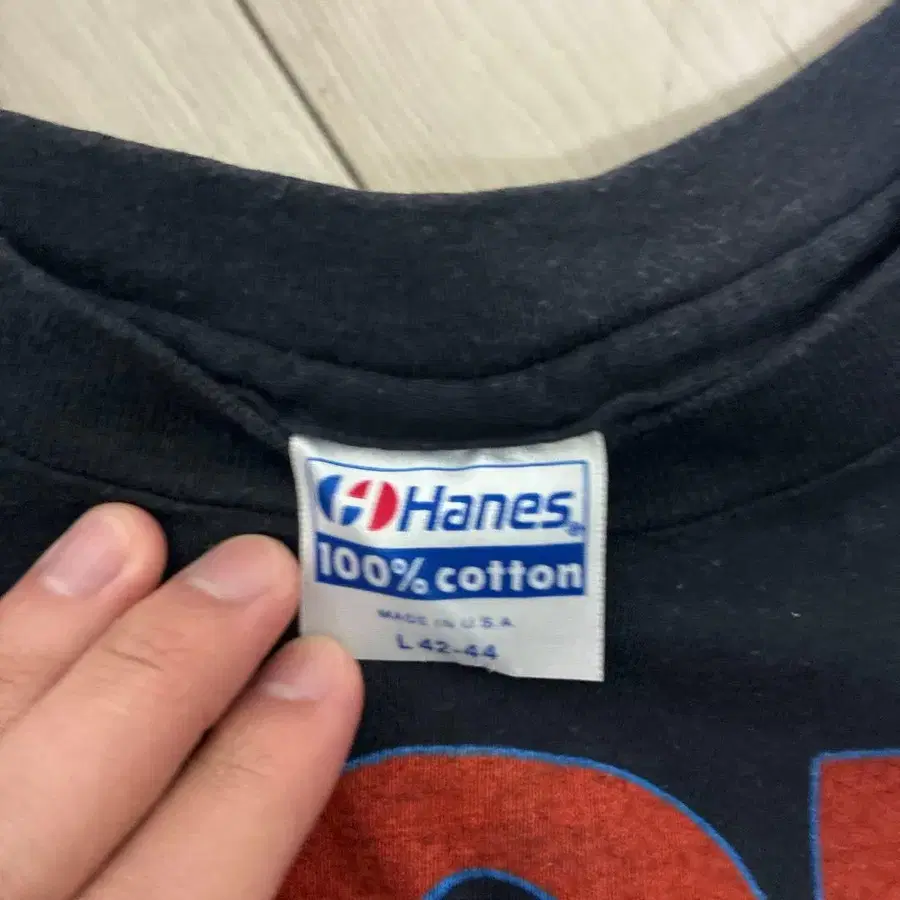 Hanes®
100% cotton
MADE IN U.S.A
L 42-44